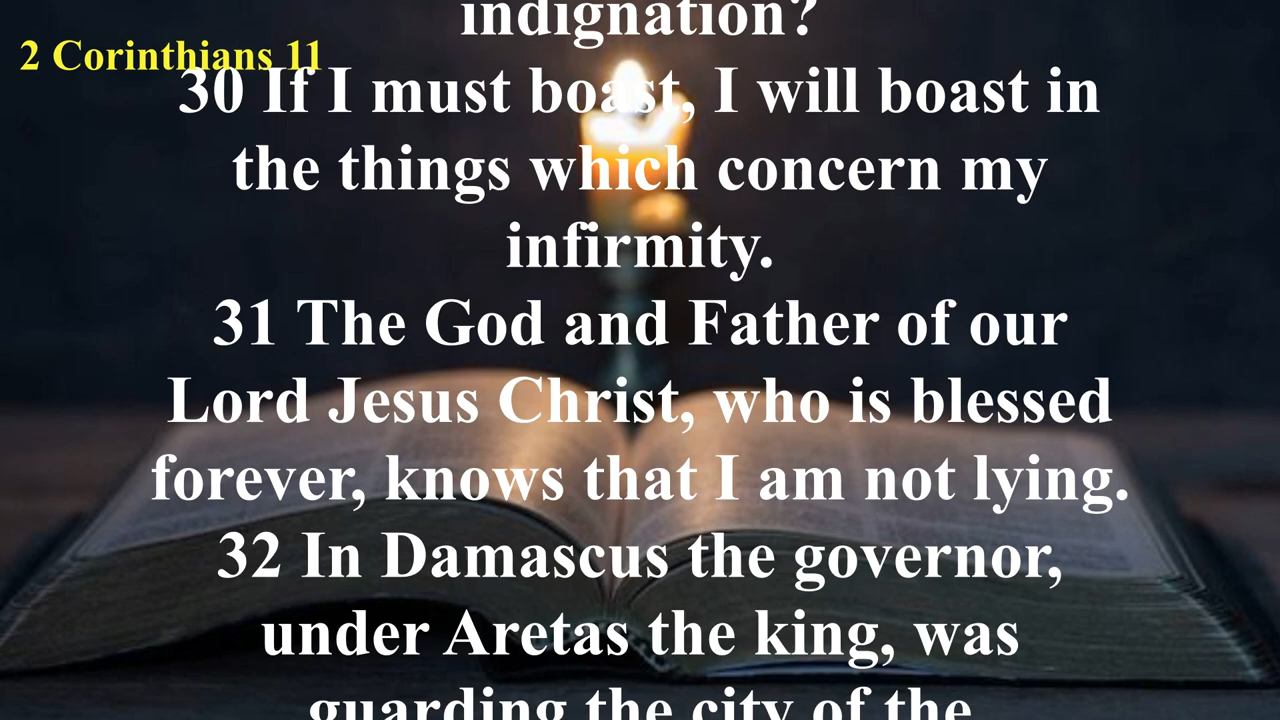 indignation?
2 Corinthians 11
30 If I must boast, I will boast in
the things which concern my
infirmity.
31 The God and Father of our
Lord Jesus Christ, who is blessed
forever, knows that I am not lying.
32 In Damascus the governor,
under Aretas the king, was
guarding the city of the